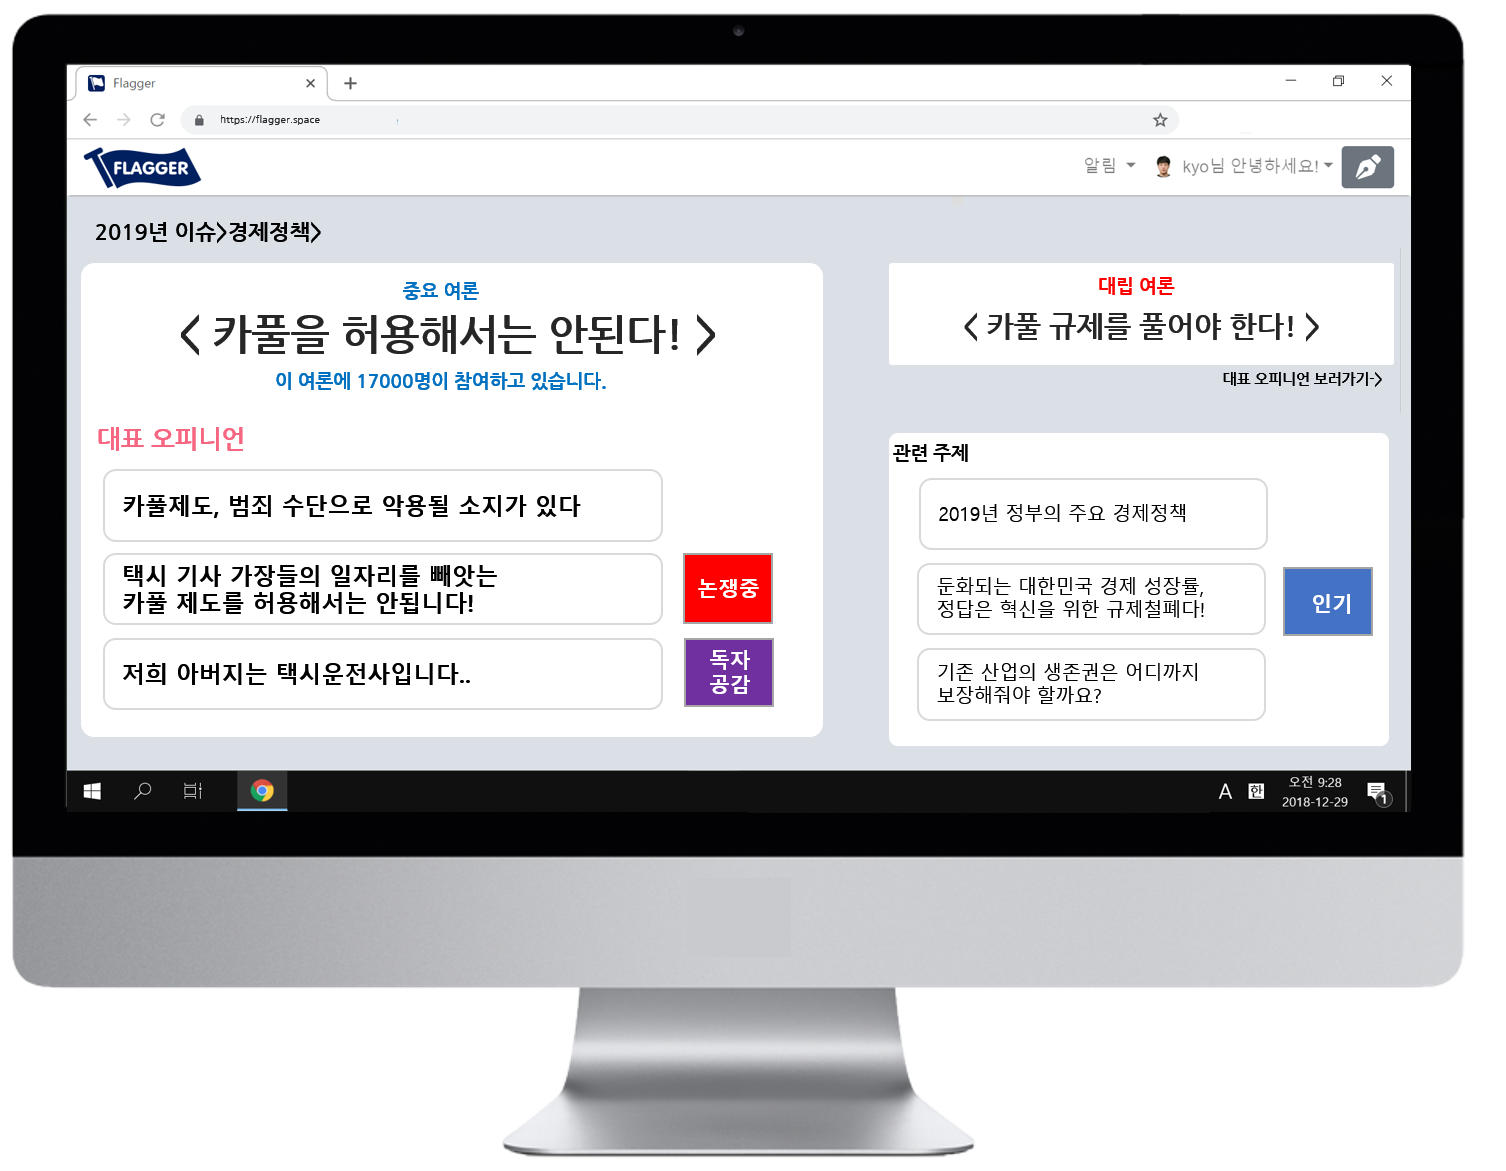 Flagger
https://flagger.space
FLAGGER
알림
kyo님 안녕하세요!
2019년 이슈>경제정책>
중요 여론
< 카풀을 허용해서는 안된다! >
이 여론에 17000명이 참여하고 있습니다.
대표 오피니언
카풀제도, 범죄 수단으로 악용될 소지가 있다
택시 기사 가장들의 일자리를 빼앗는
카풀 제도를 허용해서는 안됩니다!
논쟁중
저희 아버지는 택시운전사입니다..
독자
공감
대립 여론
< 카풀 규제를 풀어야 한다! >
대표 오피니언 보러가기->
관련 주제
2019년 정부의 주요 경제정책
둔화되는 대한민국 경제 성장률,
정답은 혁신을 위한 규제철폐다!
인기
기존 산업의 생존권은 어디까지
보장해줘야 할까요?
A 한
오전 9:28
2018-12-29
1